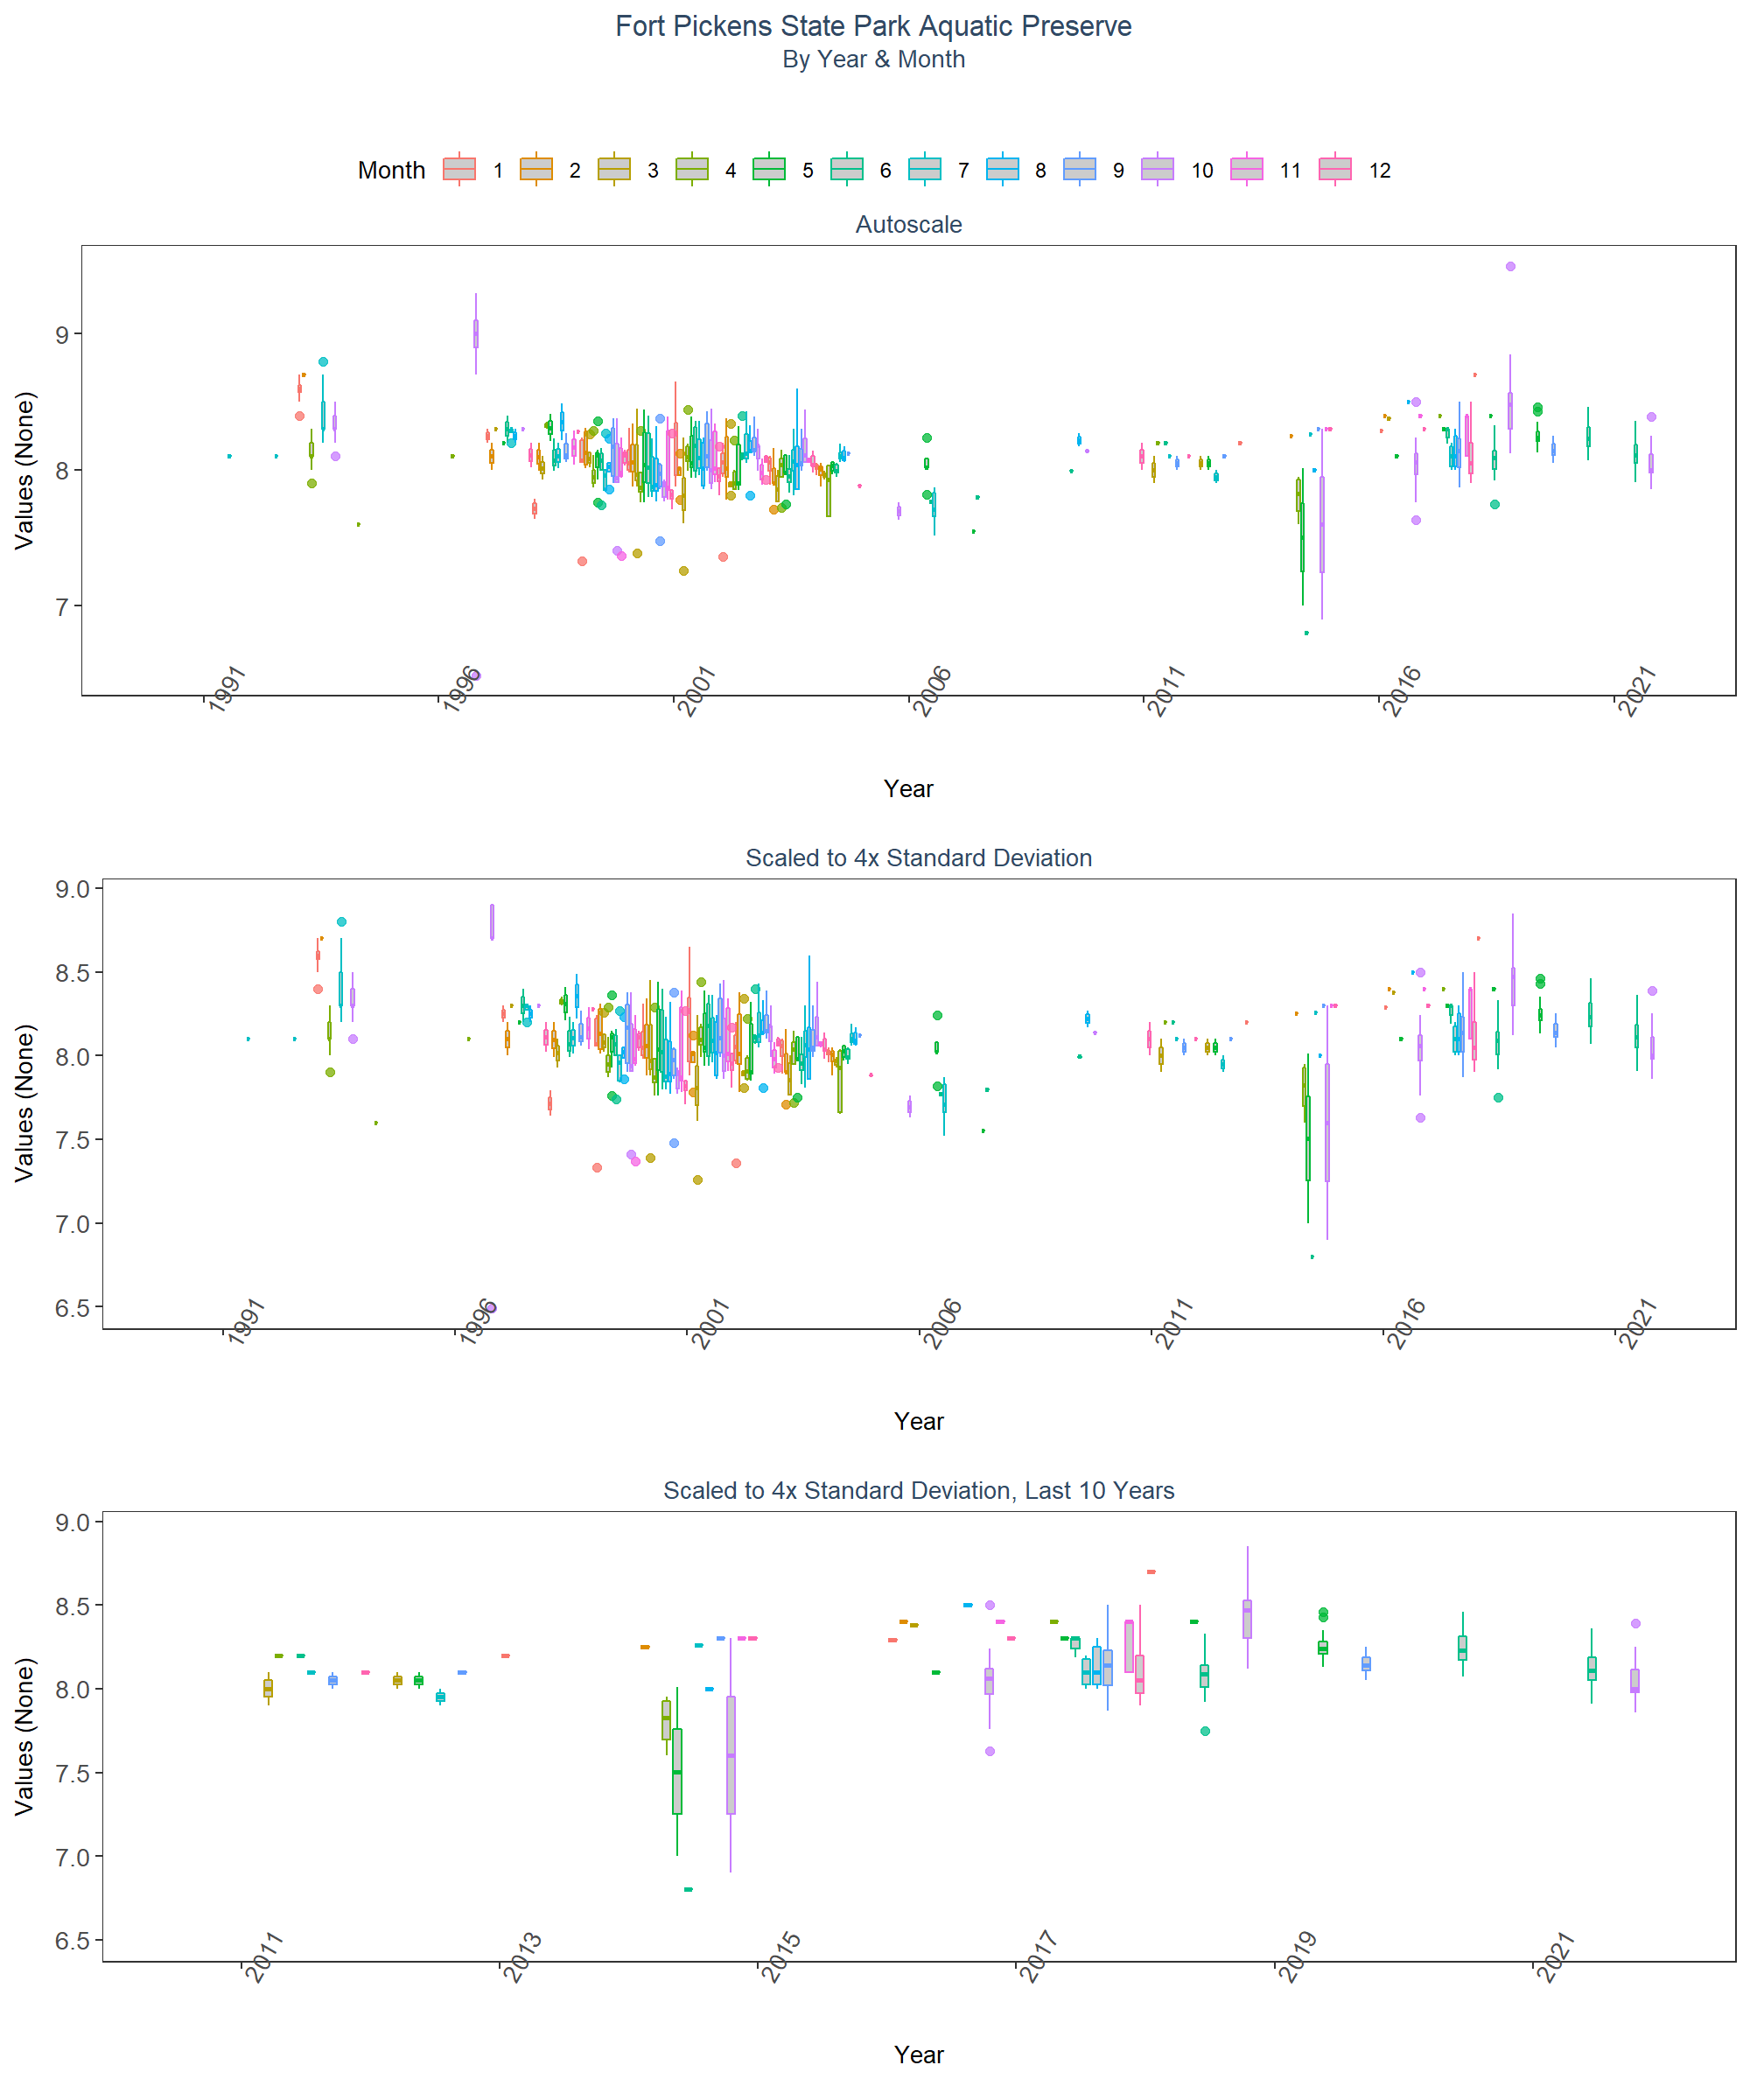 Fort Pickens State Park Aquatic Preserve
By Year & Month
Month 1 2 3 4 5 6 7 8 9 10 11 12
Autoscale
Values (None)
9
8
7
1991 1996 2001 2006 2011 2016 2021
Year
Scaled to 4x Standard Deviation
Values (None)
9.0
8.5
8.0
7.5
7.0
6.5
1991 1996 2001 2006 2011 2016 2021
Year
Scaled to 4x Standard Deviation, Last 10 Years
Values (None)
9.0
8.5
8.0
7.5
7.0
6.5
2011 2013 2015 2017 2019 2021
Year